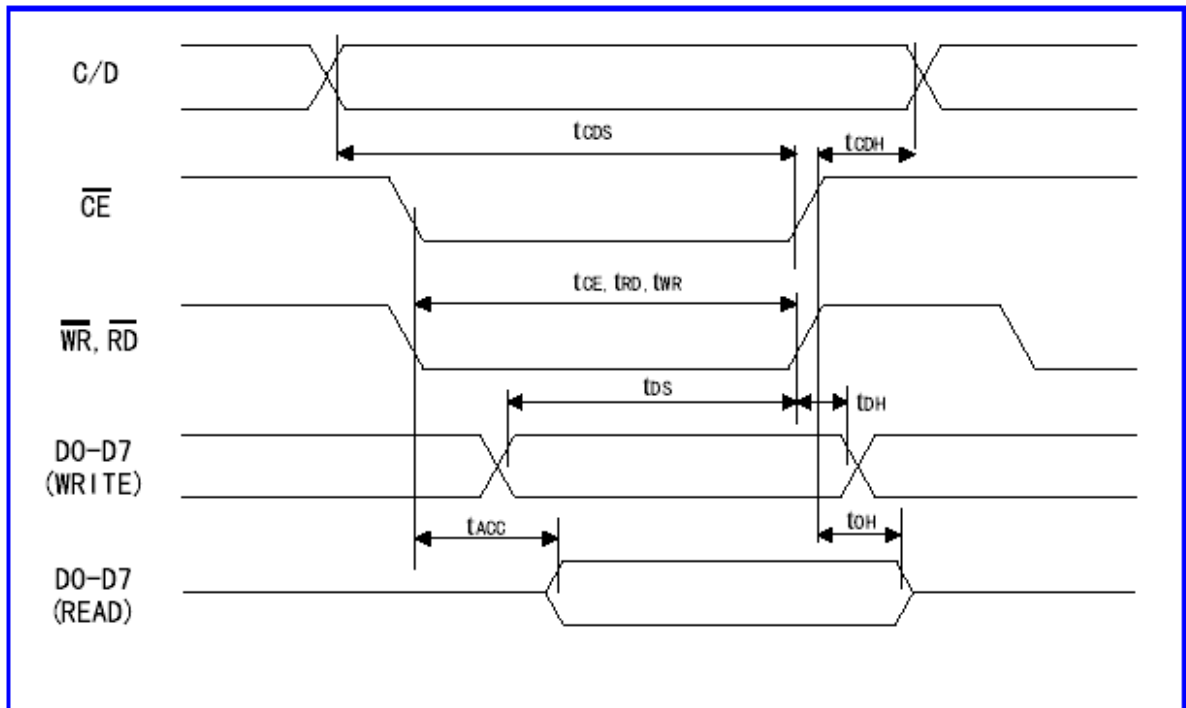 C/D
tCDS
tCDH
CE
tCE, tRD, tWR
WR, RD
tDS
tDH
D0-D7
(WRITE)
tACC
tOH
D0-D7
(READ)